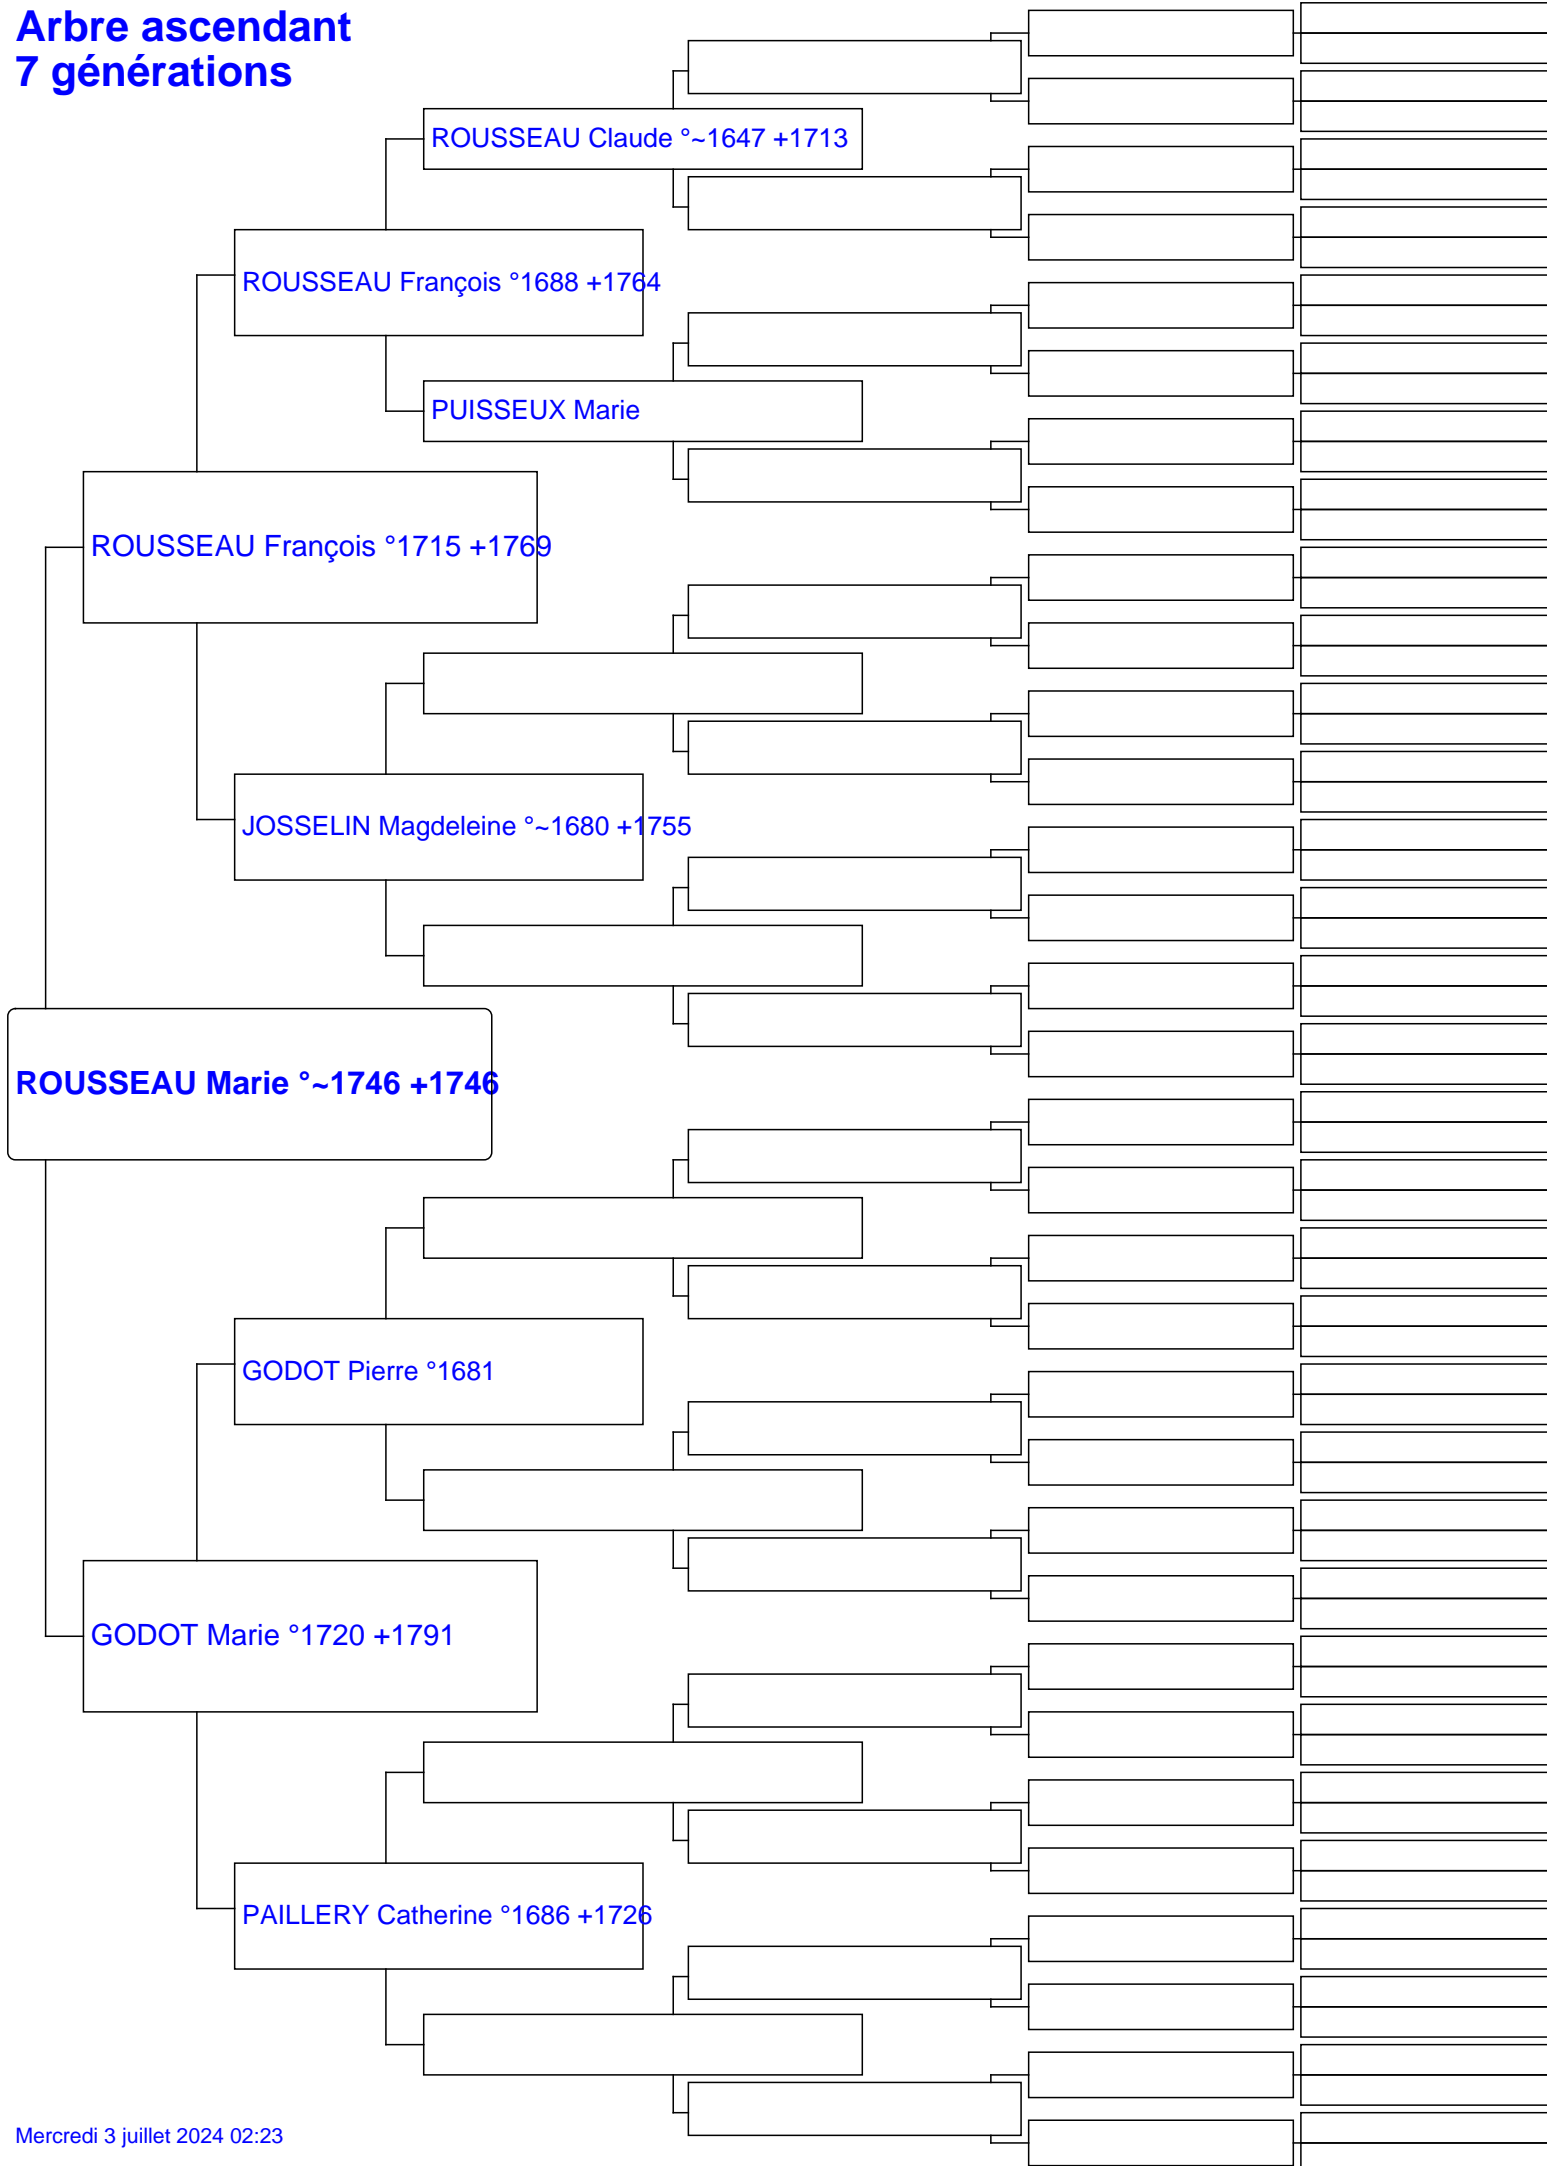 Arbre ascendant
7 générations
ROUSSEAU Claude °~1647 +1713
ROUSSEAU François °1688 +1764
PUISSEUX Marie
ROUSSEAU François °1715 +1769
JOSSELIN Magdeleine °~1680 +1755
ROUSSEAU Marie °~1746 +1746
GODOT Pierre °1681
GODOT Marie °1720 +1791
PAILLERY Catherine °1686 +1726
Mercredi 3 juillet 2024 02:23